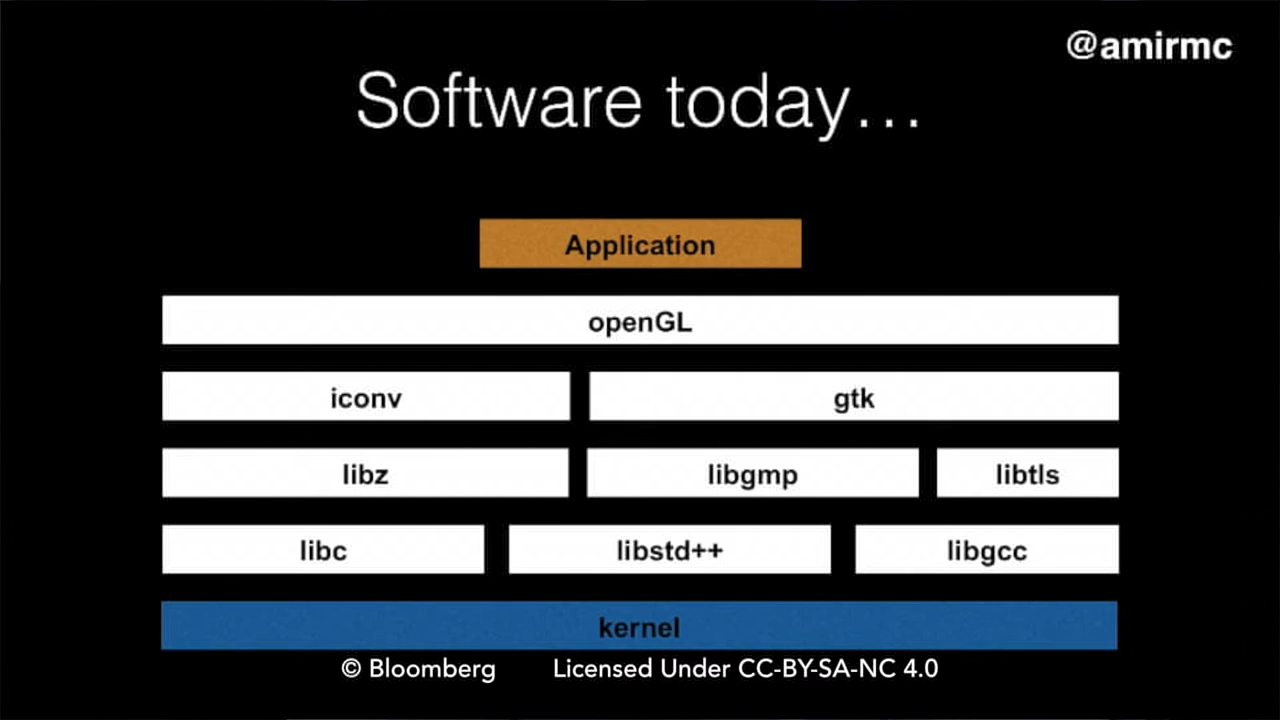 @amirmc
Software today…
Application
openGL
iconv gtk
libz libgmp libtls
libc libstd++ libgcc
kernel
© Bloomberg Licensed Under CC-BY-SA-NC 4.0